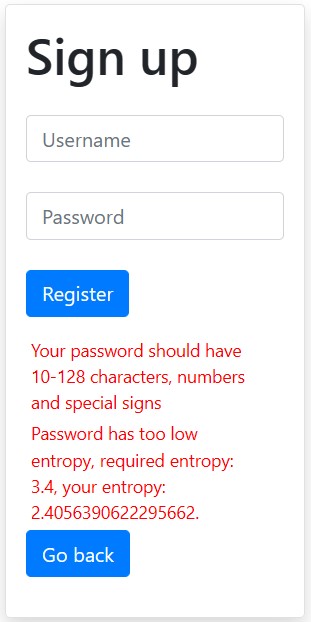 Sign up
Username
Password
Register
Your password should have
10-128 characters, numbers
and special signs
Password has too low
entropy, required entropy:
3.4, your entropy:
2.4056390622295662.
Go back